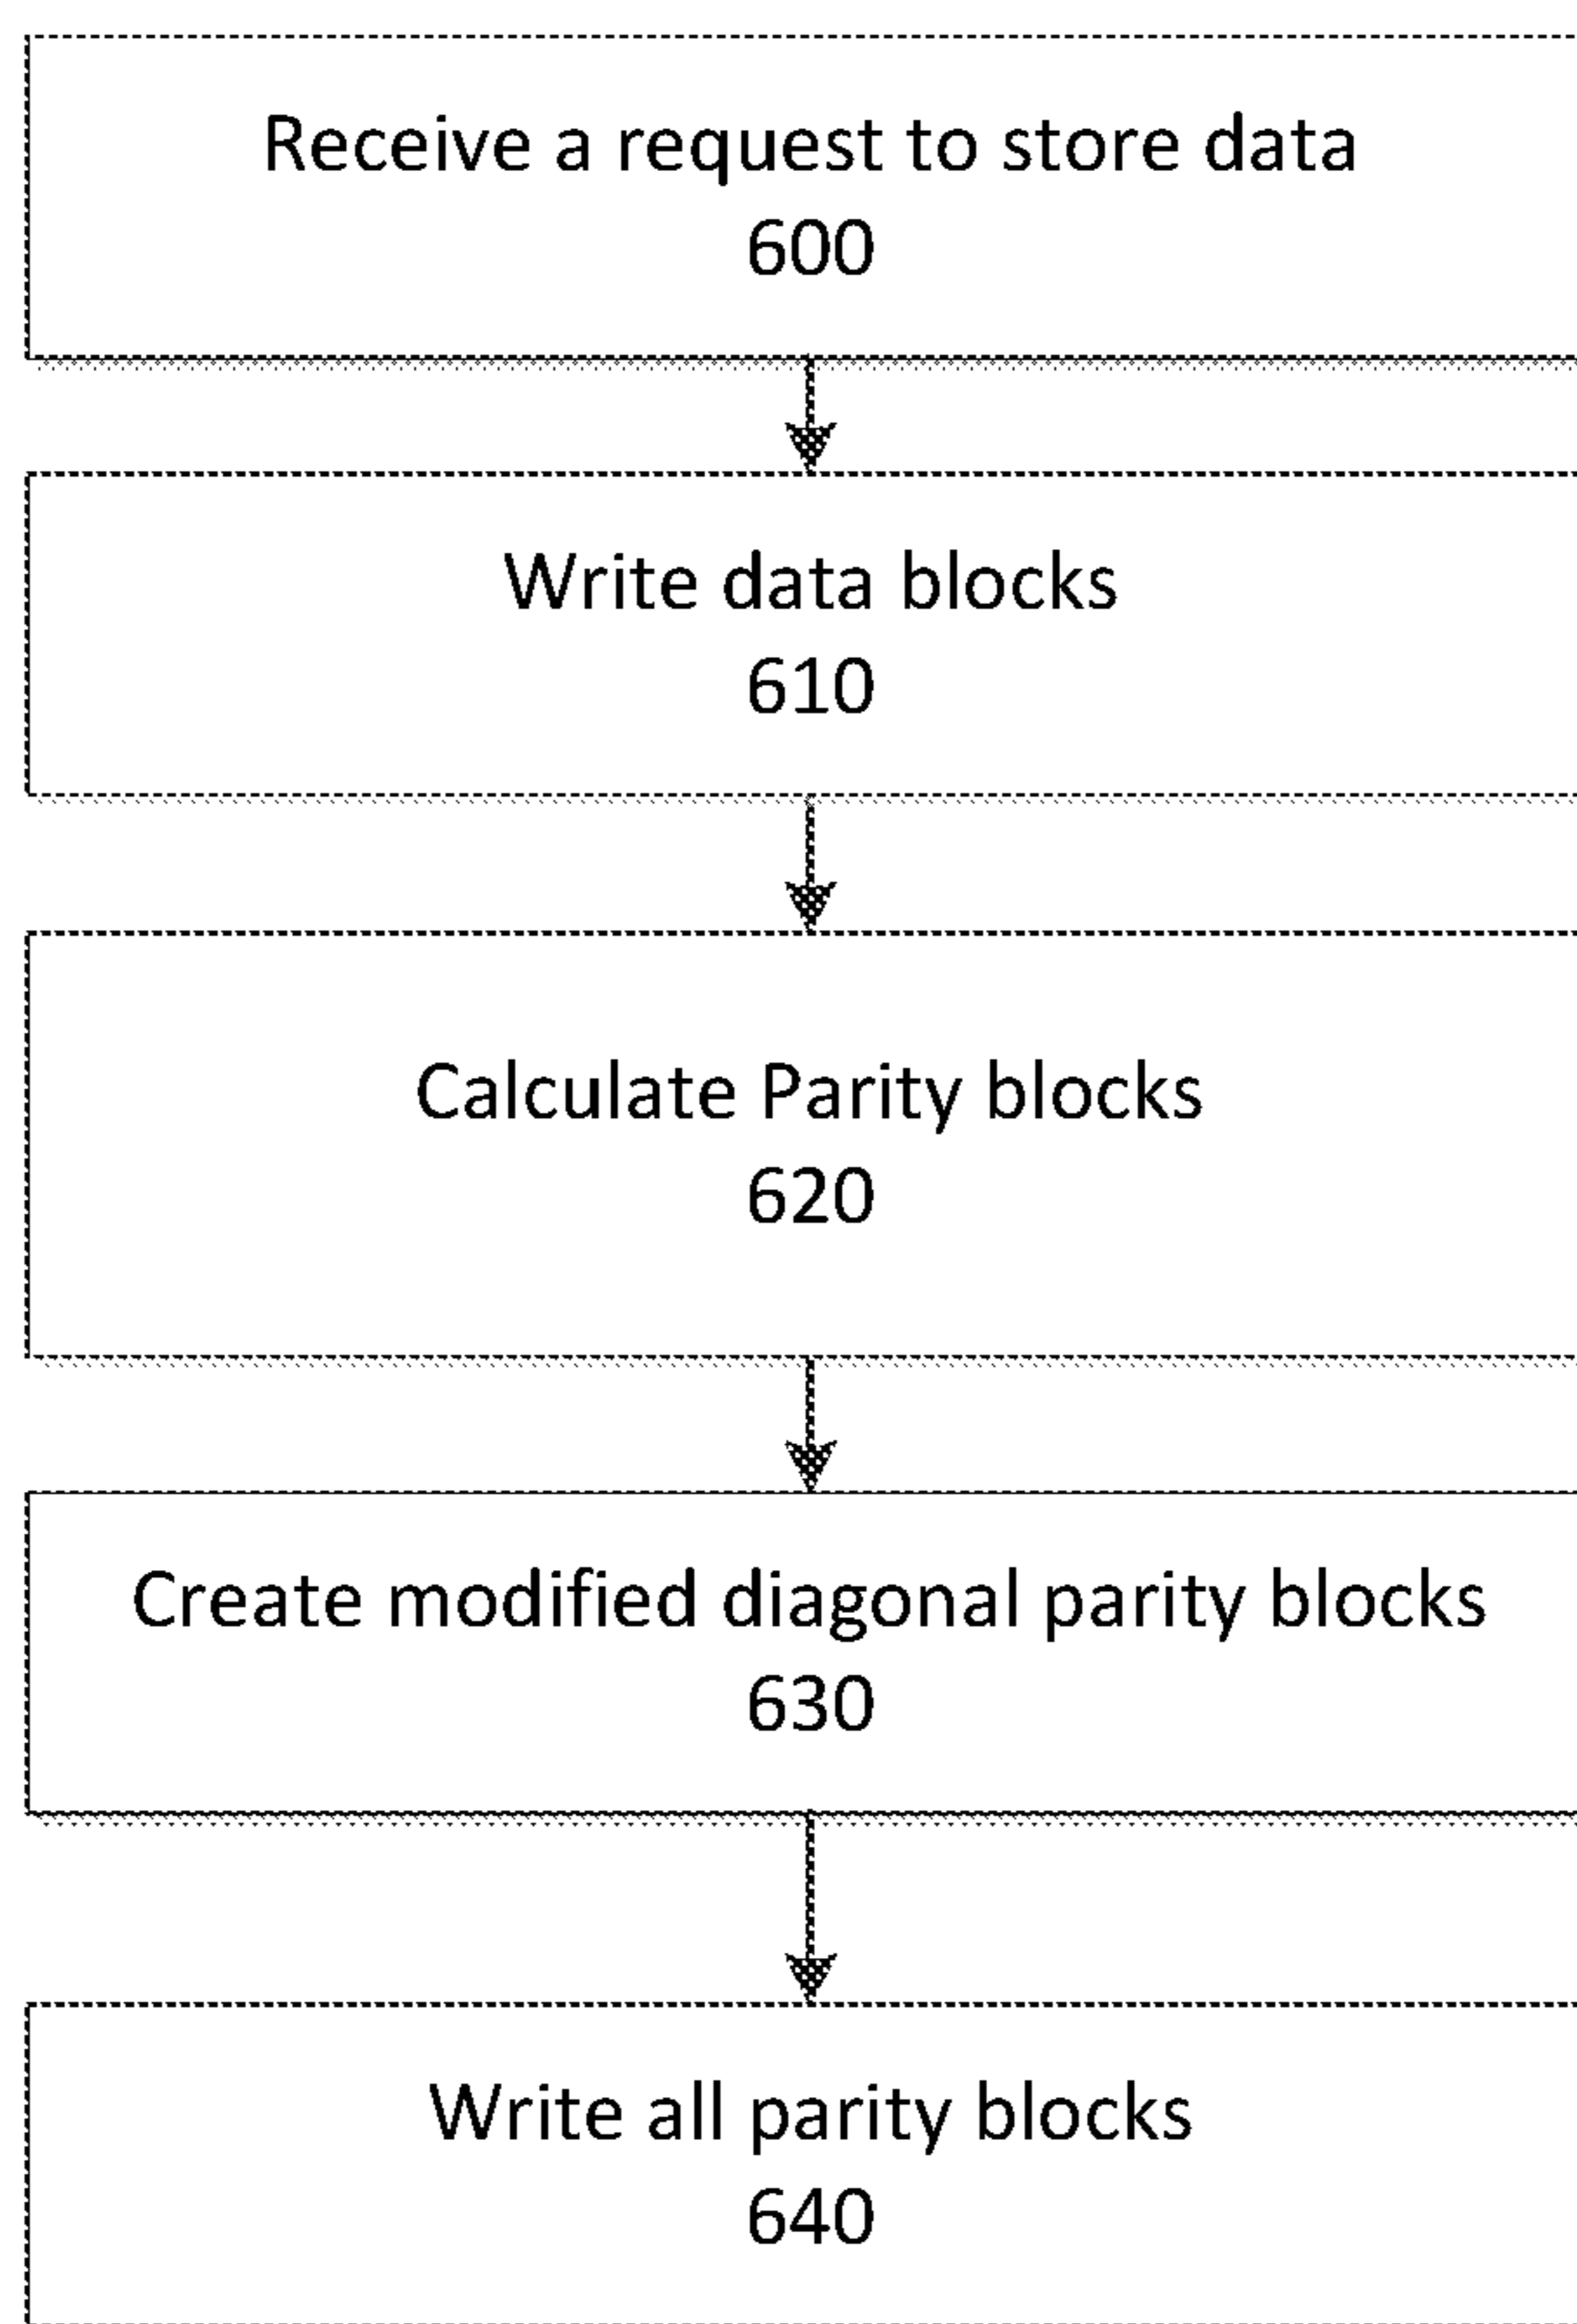 Receive a request to store data
600
Write data blocks
610
Calculate Parity blocks
620
Create modified diagonal parity blocks
630
Write all parity blocks
640